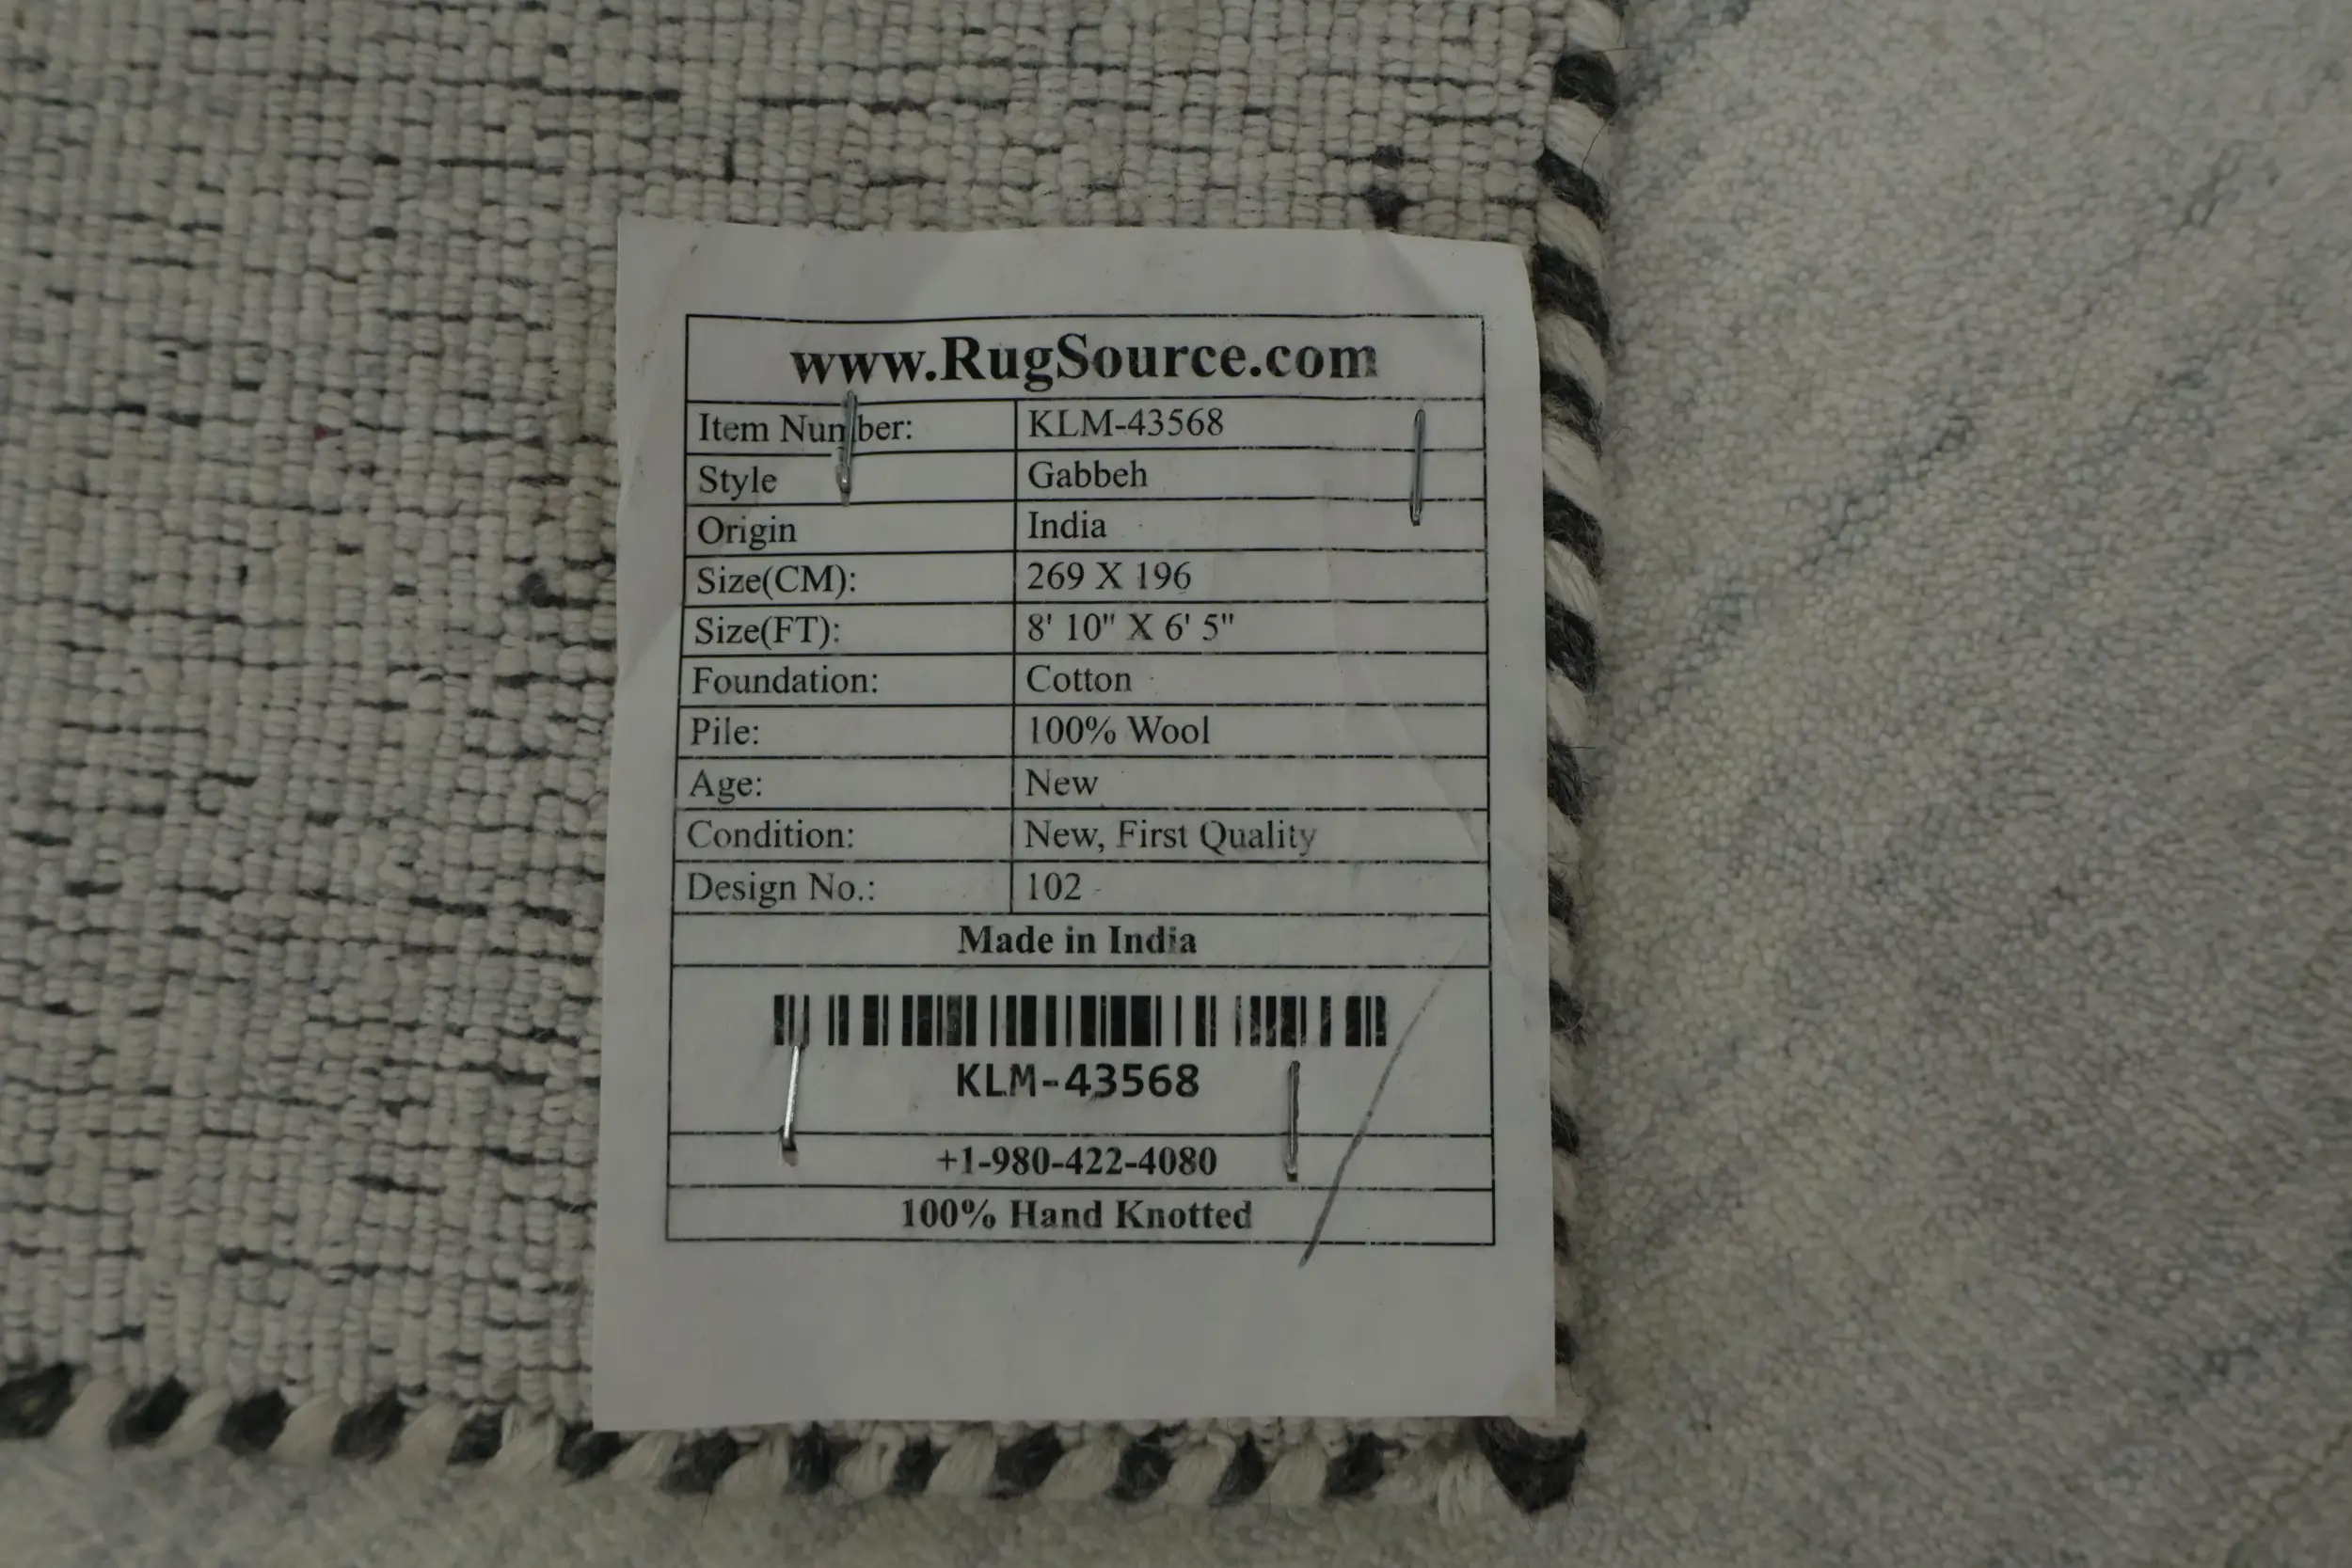 www.RugSource.com
Item Number: KLM-43568
Style Gabbeh
Origin India
Size(CM): 269 X 196
Size(FT): 8' 10" X 6' 5"
Foundation: Cotton
Pile: 100% Wool
Age: New
Condition: New, First Quality
Design No.: 102
Made in India
KLM-43568
+1-980-422-4080
100% Hand Knotted